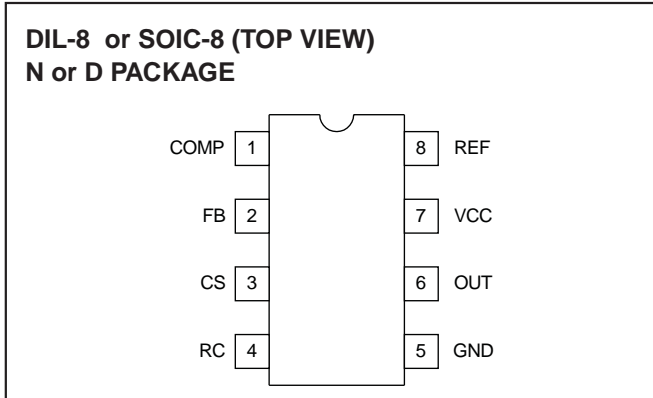 DIL-8 or SOIC-8 (TOP VIEW)
N or D PACKAGE
COMP 1 8 REF
FB 2 7 VCC
CS 3 6 OUT
RC 4 5 GND